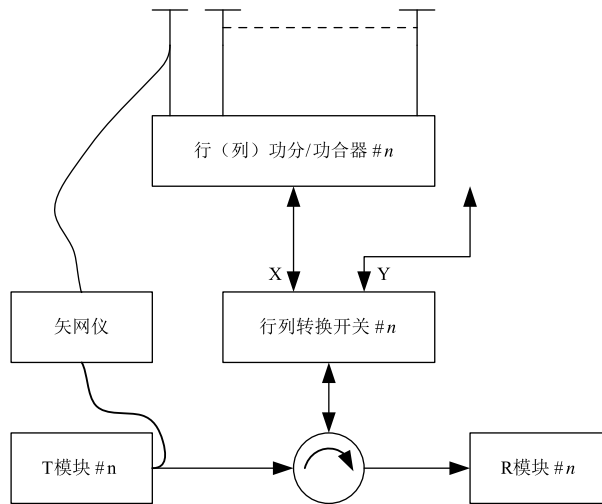 行（列）功分/功合器 #n
X
Y
矢网仪
行列转换开关 #n
T模块 #n
R模块 #n